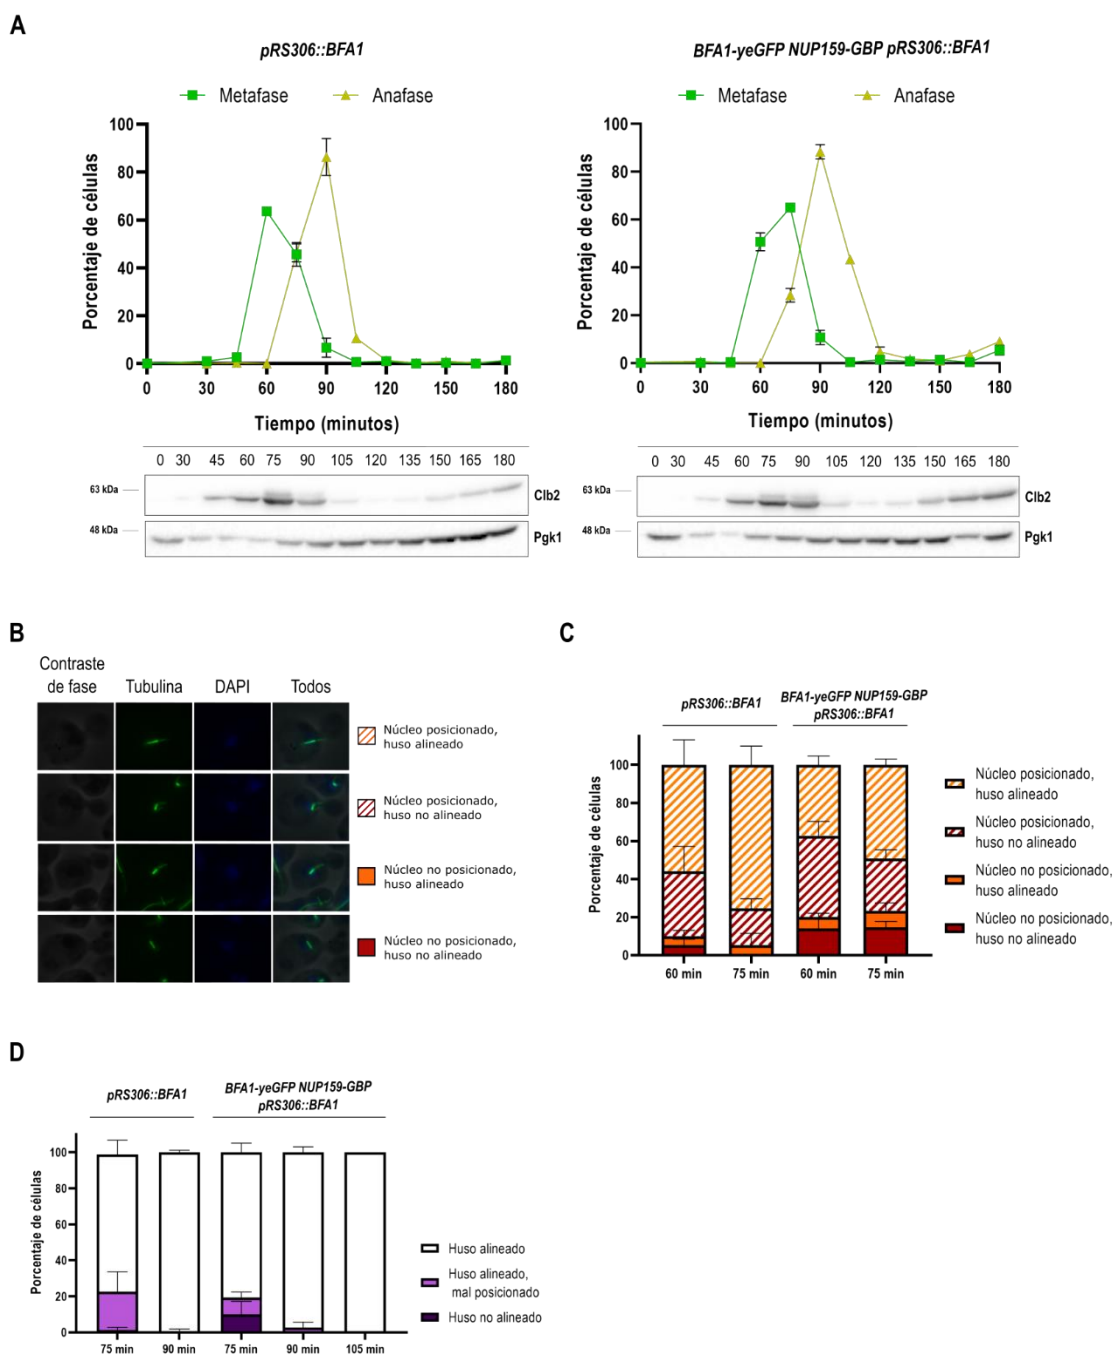 A
pRS306::BFA1
BFA1-yeGFP NUP159-GBP pRS306::BFA1
Metafase Anafase
Metafase Anafase
Porcentaje de células
100
80
60
40
20
0
0 30 60 90 120 150 180
Tiempo (minutos)
Porcentaje de células
100
80
60
40
20
0
0 30 60 90 120 150 180
Tiempo (minutos)
0 30 45 60 75 90 105 120 135 150 165 180
63 kDa Clb2
48 kDa Pgk1
0 30 45 60 75 90 105 120 135 150 165 180
63 kDa Clb2
48 kDa Pgk1
B
Contraste
de fase Tubulina DAPI Todos
Núcleo posicionado,
huso alineado
Núcleo posicionado,
huso no alineado
Núcleo no posicionado,
huso alineado
Núcleo no posicionado,
huso no alineado
C
pRS306::BFA1
BFA1-yeGFP NUP159-GBP
pRS306::BFA1
Porcentaje de células
100
80
60
40
20
0
60 min 75 min 60 min 75 min
Núcleo posicionado,
huso alineado
Núcleo posicionado,
huso no alineado
Núcleo no posicionado,
huso alineado
Núcleo no posicionado,
huso no alineado
D
pRS306::BFA1
BFA1-yeGFP NUP159-GBP
pRS306::BFA1
Porcentaje de células
100
80
60
40
20
0
75 min 90 min 75 min 90 min 105 min
Huso alineado
Huso alineado,
mal posicionado
Huso no alineado